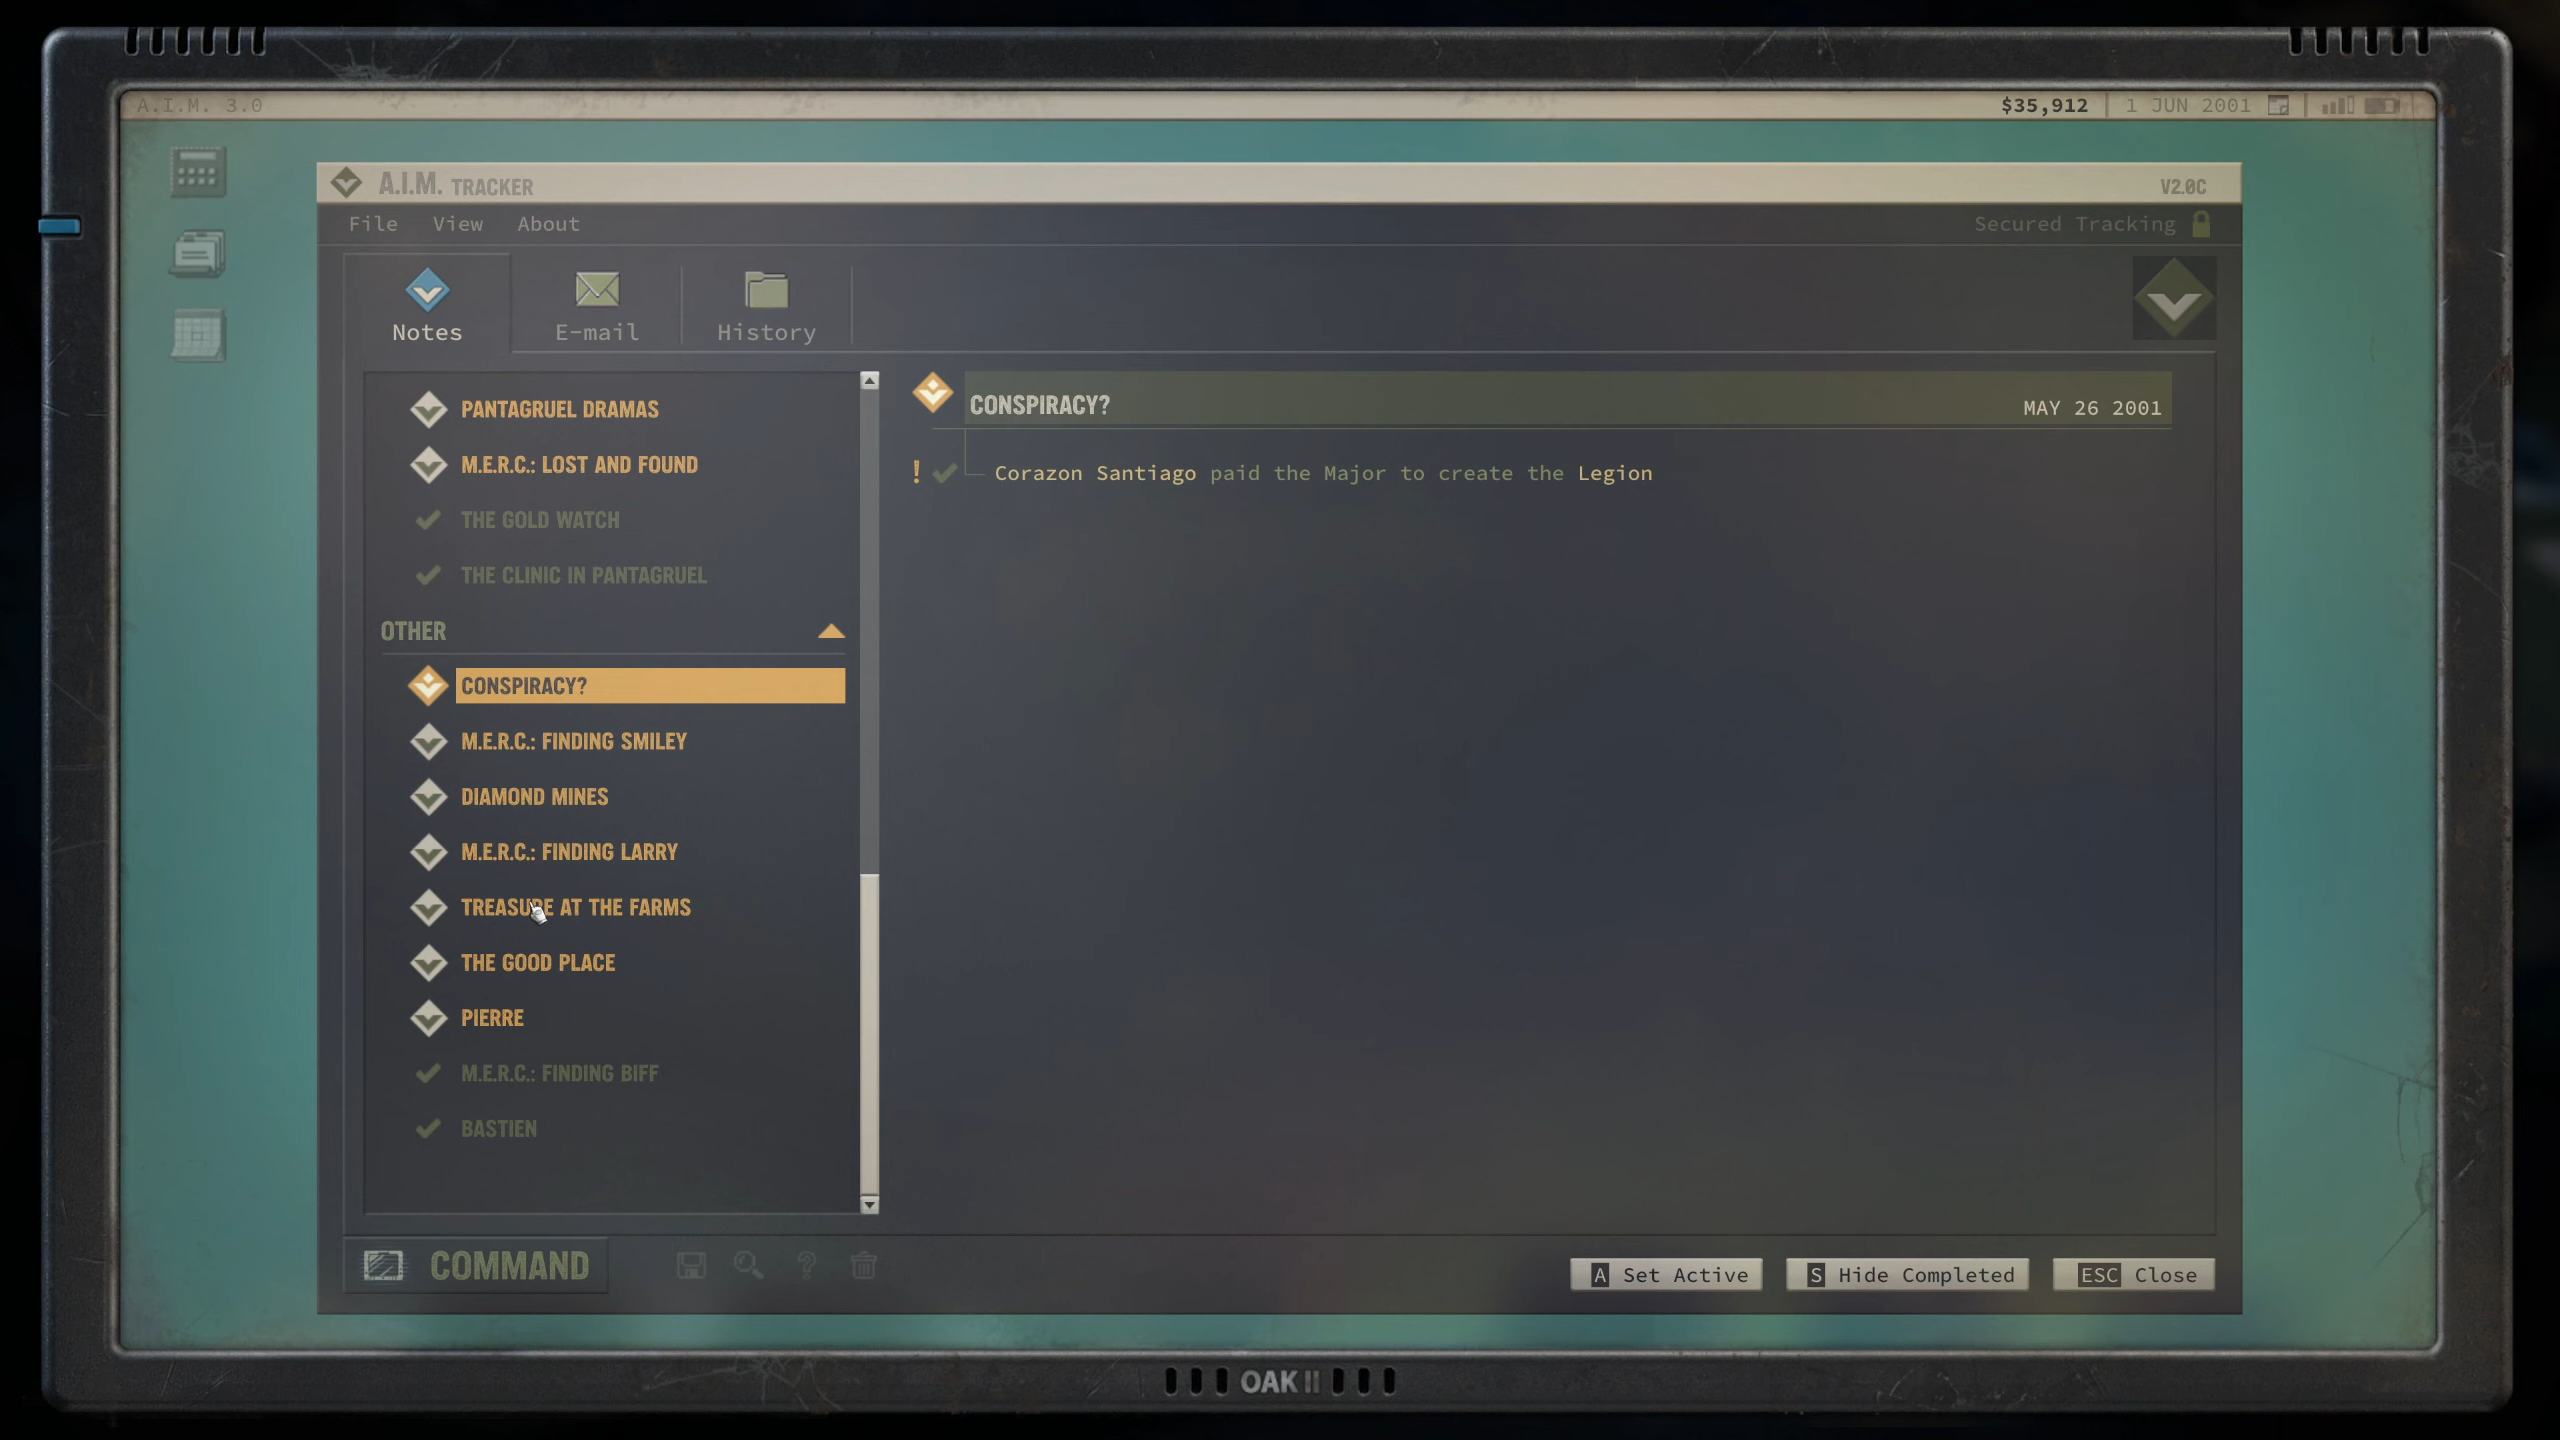 A.I.M. 3.0
$35,912
1 JUN 2001
A.I.M. TRACKER
V2.0C
File View About
Secured Tracking
Notes
E-mail
History
PANTAGRUEL DRAMAS
M.E.R.C.: LOST AND FOUND
THE GOLD WATCH
THE CLINIC IN PANTAGRUEL
OTHER
CONSPIRACY?
M.E.R.C.: FINDING SMILEY
DIAMOND MINES
M.E.R.C.: FINDING LARRY
TREASURE AT THE FARMS
THE GOOD PLACE
PIERRE
M.E.R.C.: FINDING BIFF
BASTIEN
CONSPIRACY?
MAY 26 2001
! Corazon Santiago paid the Major to create the Legion
COMMAND
?
A Set Active
S Hide Completed
ESC Close
OAK II